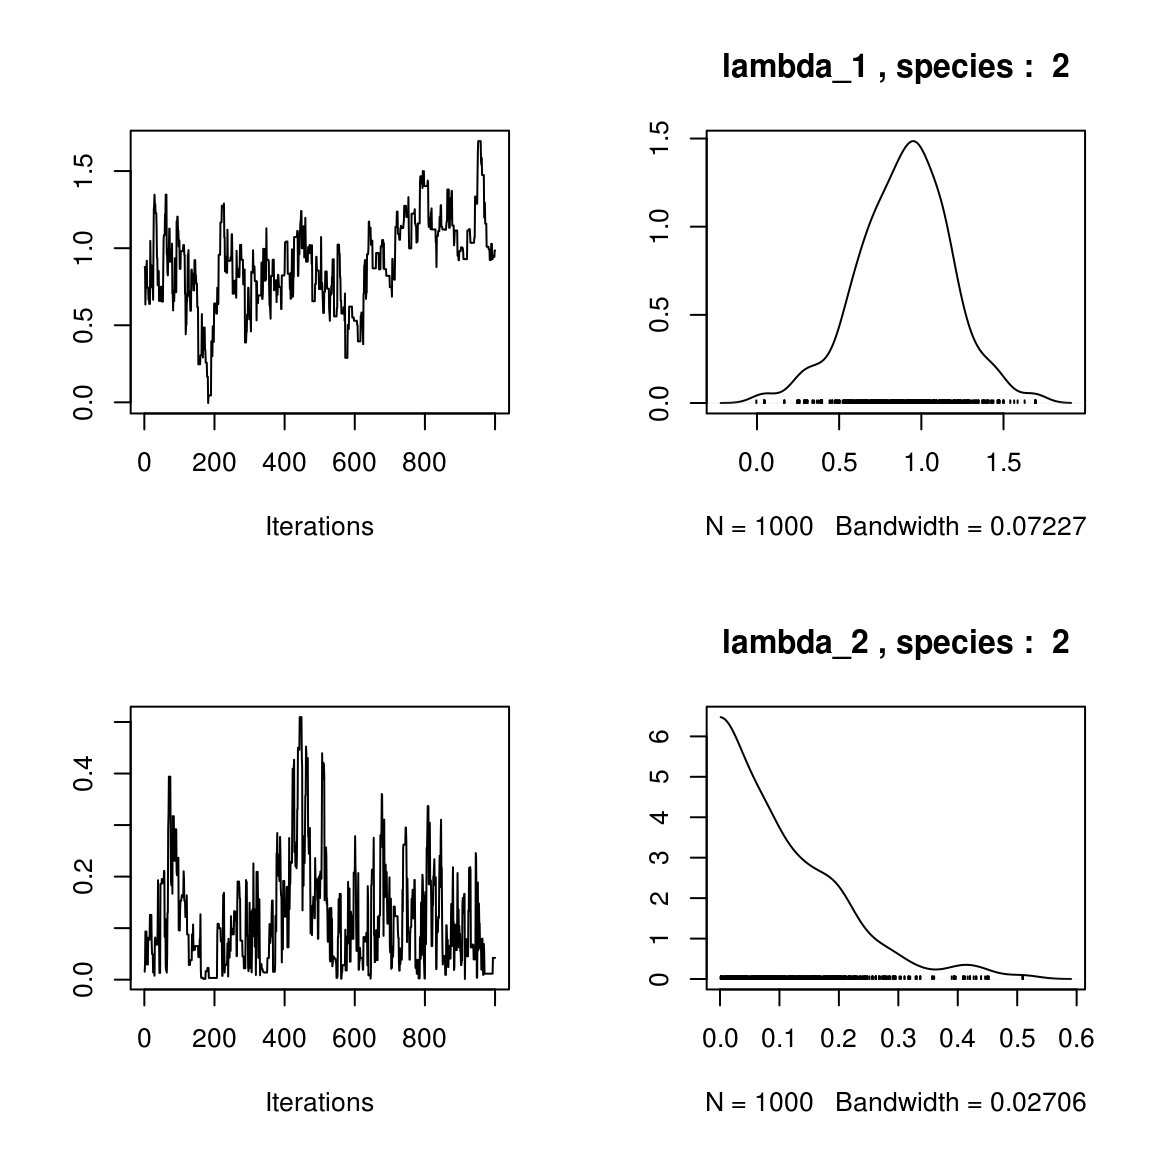 lambda_1 , species :  2
1.5
1.0
0.5
0.0
0 200 400 600 800
Iterations
1.5
1.0
0.5
0.0
0.0 0.5 1.0 1.5
N = 1000   Bandwidth = 0.07227
lambda_2 , species :  2
0.4
0.2
0.0
0 200 400 600 800
Iterations
6
5
4
3
2
1
0
0.0 0.1 0.2 0.3 0.4 0.5 0.6
N = 1000   Bandwidth = 0.02706